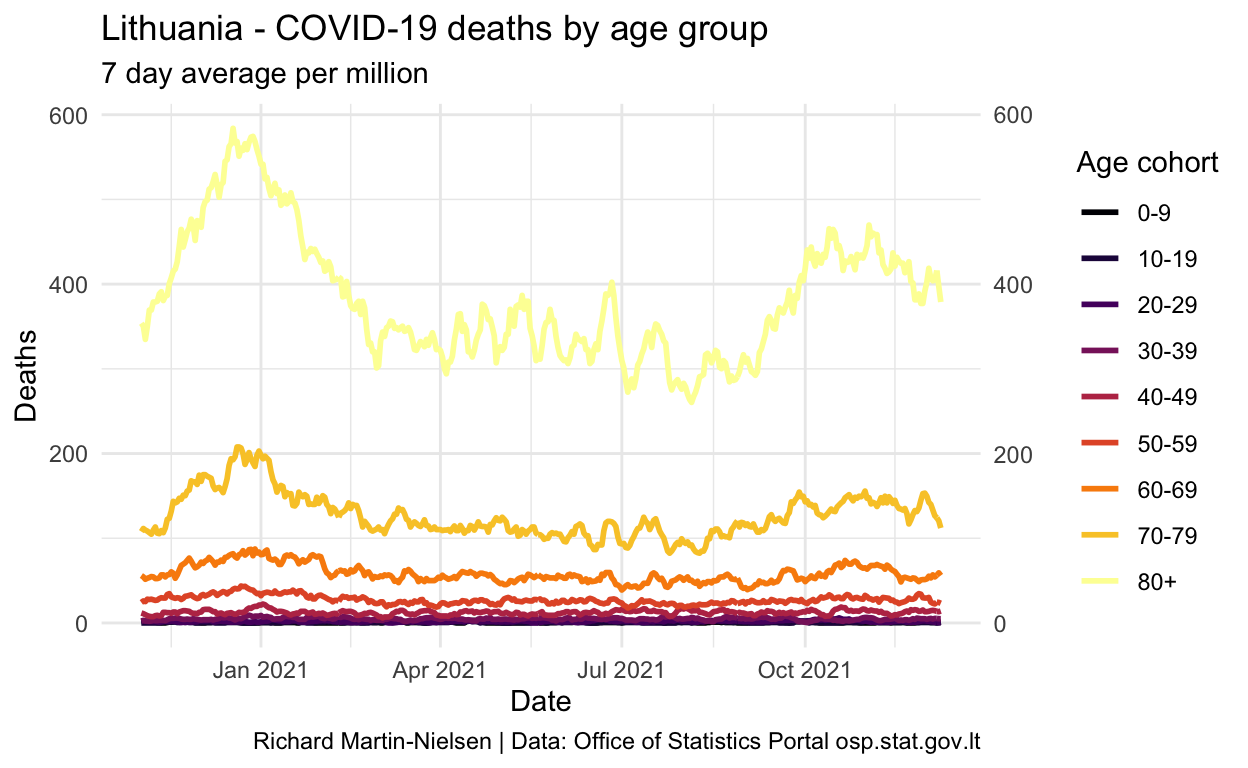 Lithuania - COVID-19 deaths by age group
7 day average per million
600
400
200
0
600
400
200
0
Deaths
Jan 2021
Apr 2021
Jul 2021
Oct 2021
Date
Age cohort
0-9
10-19
20-29
30-39
40-49
50-59
60-69
70-79
80+
Richard Martin-Nielsen | Data: Office of Statistics Portal osp.stat.gov.lt